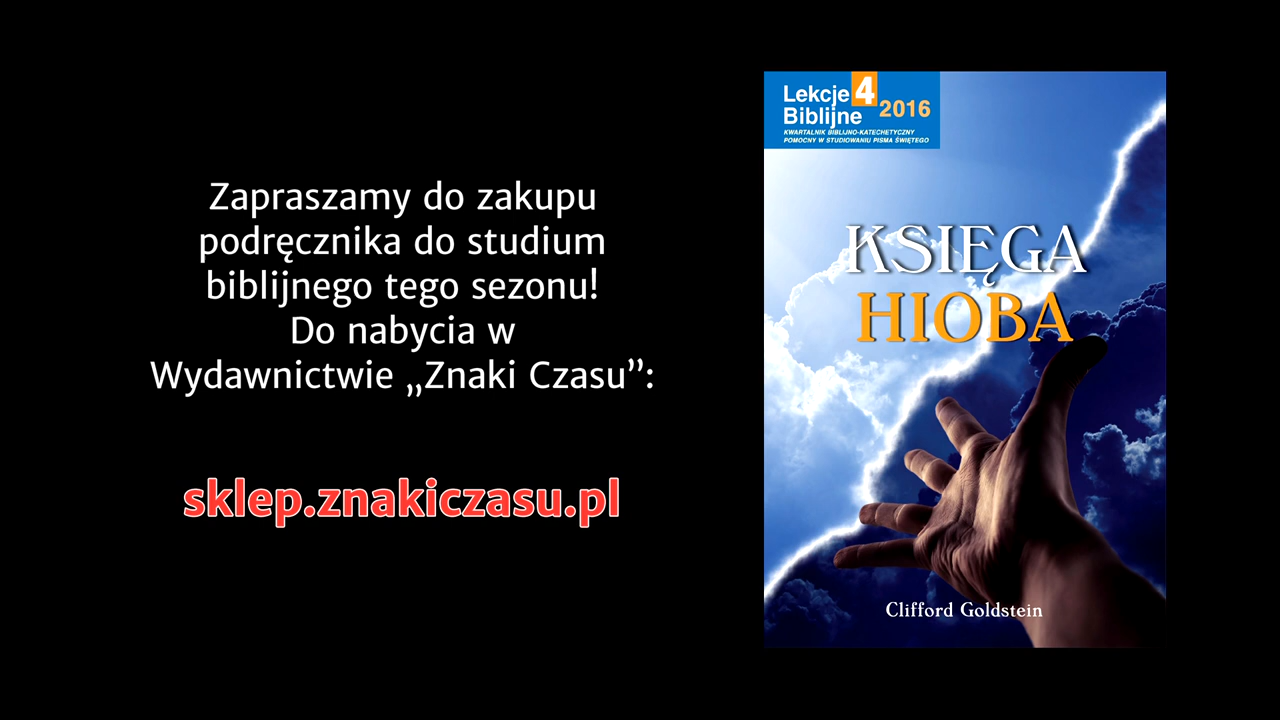 Zapraszamy do zakupu
podręcznika do studium
biblijnego tego sezonu!
Do nabycia w
Wydawnictwie „Znaki Czasu”:
sklep.znakiczasu.pl
Lekcje 4 2016
Biblijne
KWARTALNIK BIBLIJNO-KATECHETYCZNY
POMOCNY W STUDIOWANIU PISMA ŚWIĘTEGO
KSIĘGA
HIOBA
Clifford Goldstein